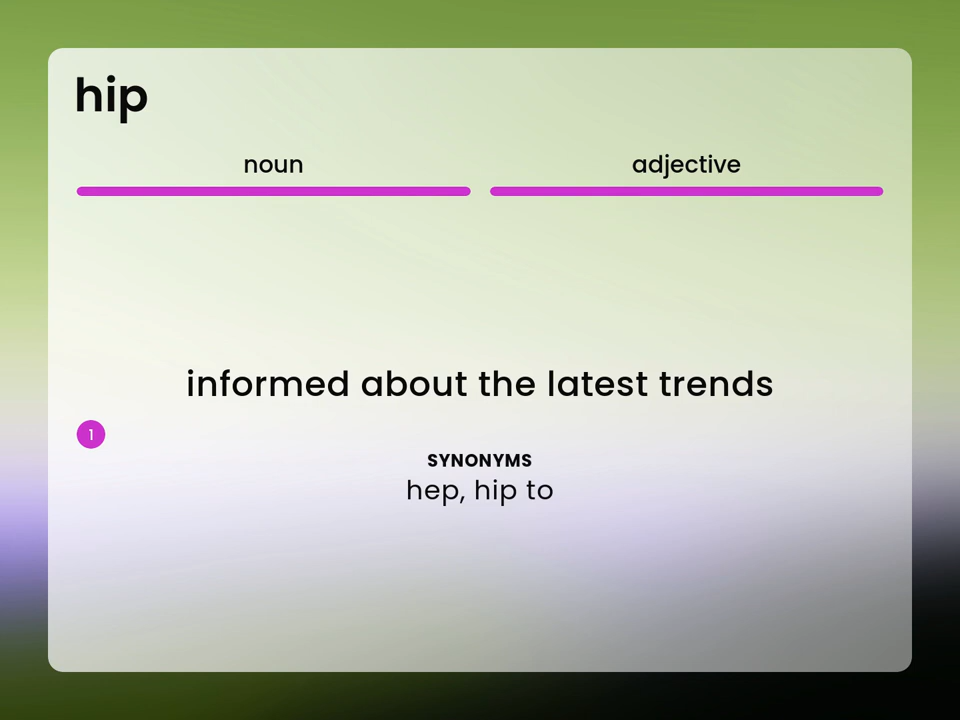 hip
noun
adjective
informed about the latest trends
1
SYNONYMS
hep, hip to